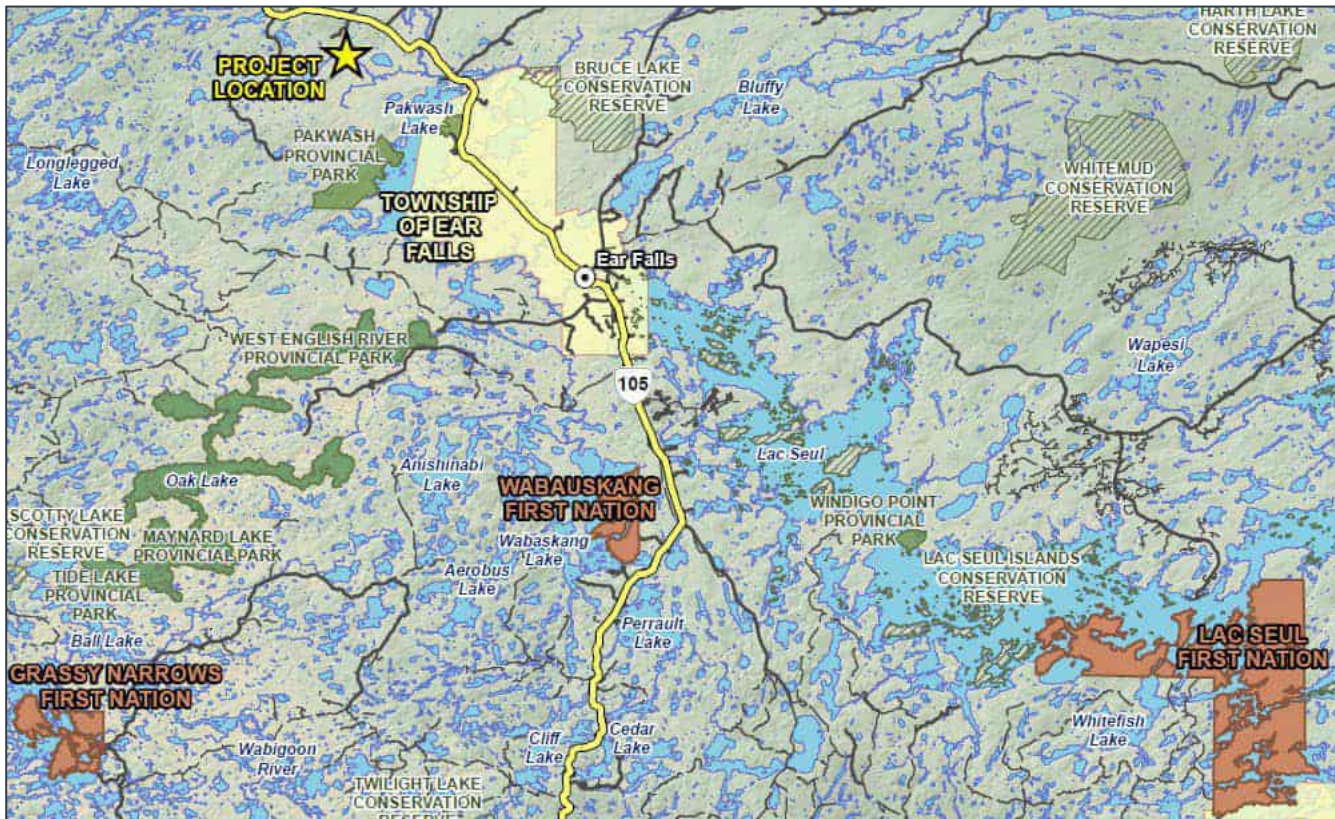 HARTH LAKE
CONSERVATION
RESERVE
PROJECT
LOCATION
BRUCE LAKE
CONSERVATION
RESERVE
Bluffy
Lake
Pakwash
Lake
PAKWASH
PROVINCIAL
PARK
Longlegged
Lake
WHITEMUD
CONSERVATION
RESERVE
TOWNSHIP
OF EAR
FALLS
Ear Falls
WEST ENGLISH RIVER
PROVINCIAL PARK
Wapesi
Lake
105
Lac Seul
Anishinabi
Lake
Oak Lake
WABAUSKANG
FIRST NATION
WINDIGO POINT
PROVINCIAL
PARK
SCOTTY LAKE
CONSERVATION
RESERVE
MAYNARD LAKE
PROVINCIAL PARK
Wabaskang
Lake
LAC SEUL ISLANDS
CONSERVATION
RESERVE
TIDE LAKE
PROVINCIAL
PARK
Aerobus
Lake
Perrault
Lake
Ball Lake
LAC SEUL
FIRST NATION
GRASSY NARROWS
FIRST NATION
Whitefish
Lake
Wabigoon
River
Cliff
Lake
Cedar
Lake
TWILIGHT LAKE
CONSERVATION
RESERVE